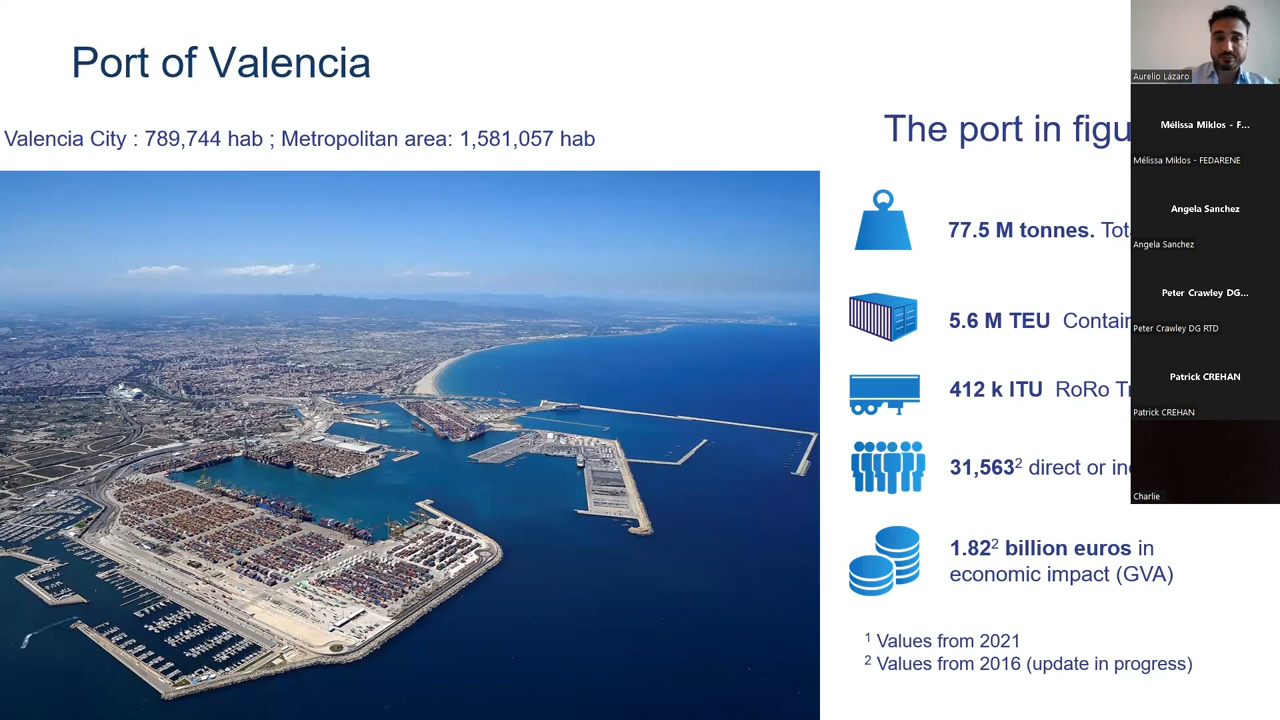 Port of Valencia
Valencia City : 789,744 hab ; Metropolitan area: 1,581,057 hab
The port in figu
77.5 M tonnes. Tot
5.6 M TEU Contain
412 k ITU RoRo Tr
31,563² direct or in
1.82² billion euros in
economic impact (GVA)
¹ Values from 2021
² Values from 2016 (update in progress)
Aurelio Lázaro
Mélissa Miklos - F...
Mélissa Miklos - FEDARENE
Angela Sanchez
Angela Sanchez
Peter Crawley DG...
Peter Crawley DG RTD
Patrick CREHAN
Patrick CREHAN
Charlie